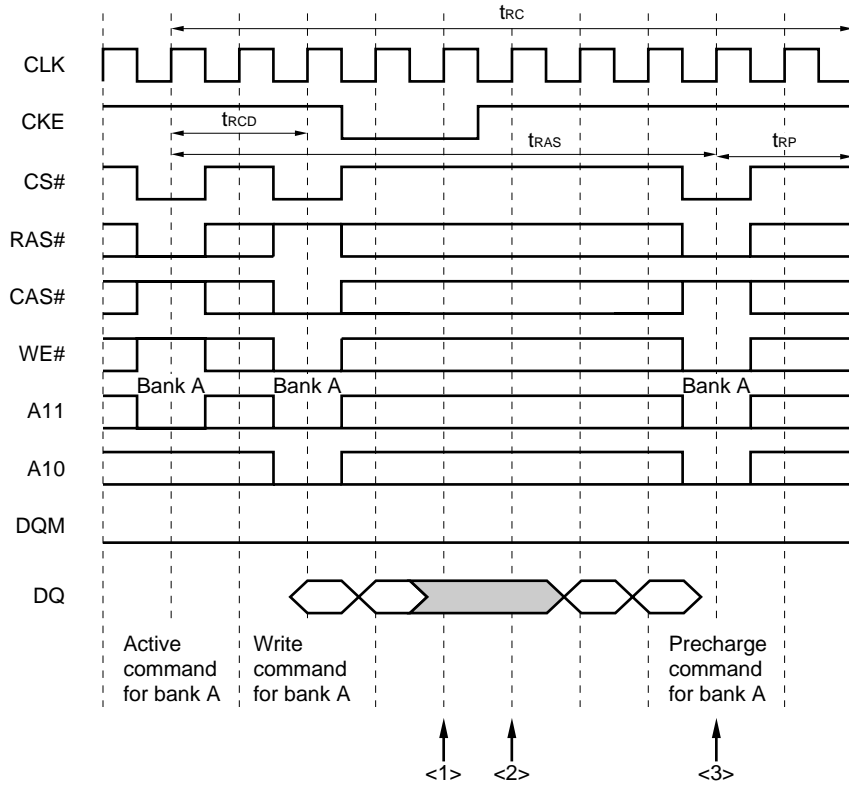 tRC
CLK
CKE
tRCD
tRAS
tRP
CS#
RAS#
CAS#
WE#
Bank A Bank A Bank A
A11
A10
DQM
DQ
Active
command
for bank A
Write
command
for bank A
Precharge
command
for bank A
<1> <2> <3>